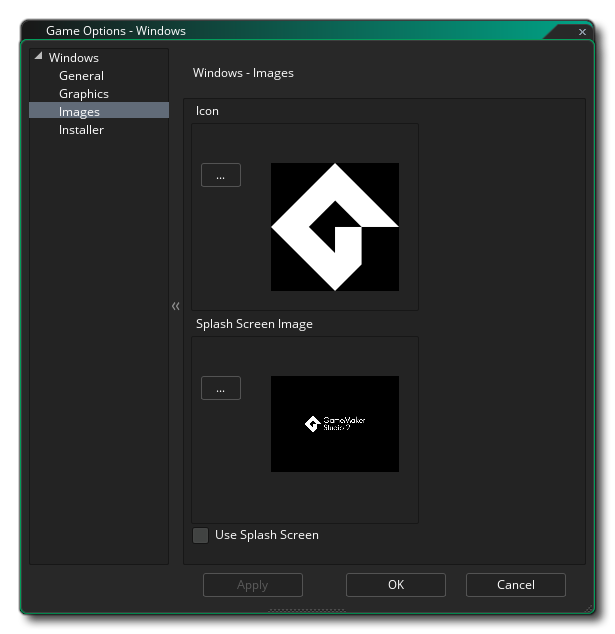 Game Options - Windows
Windows
General
Graphics
Images
Installer
Windows - Images
Icon
...
Splash Screen Image
...
GameMaker
Studio 2
Use Splash Screen
Apply
OK
Cancel